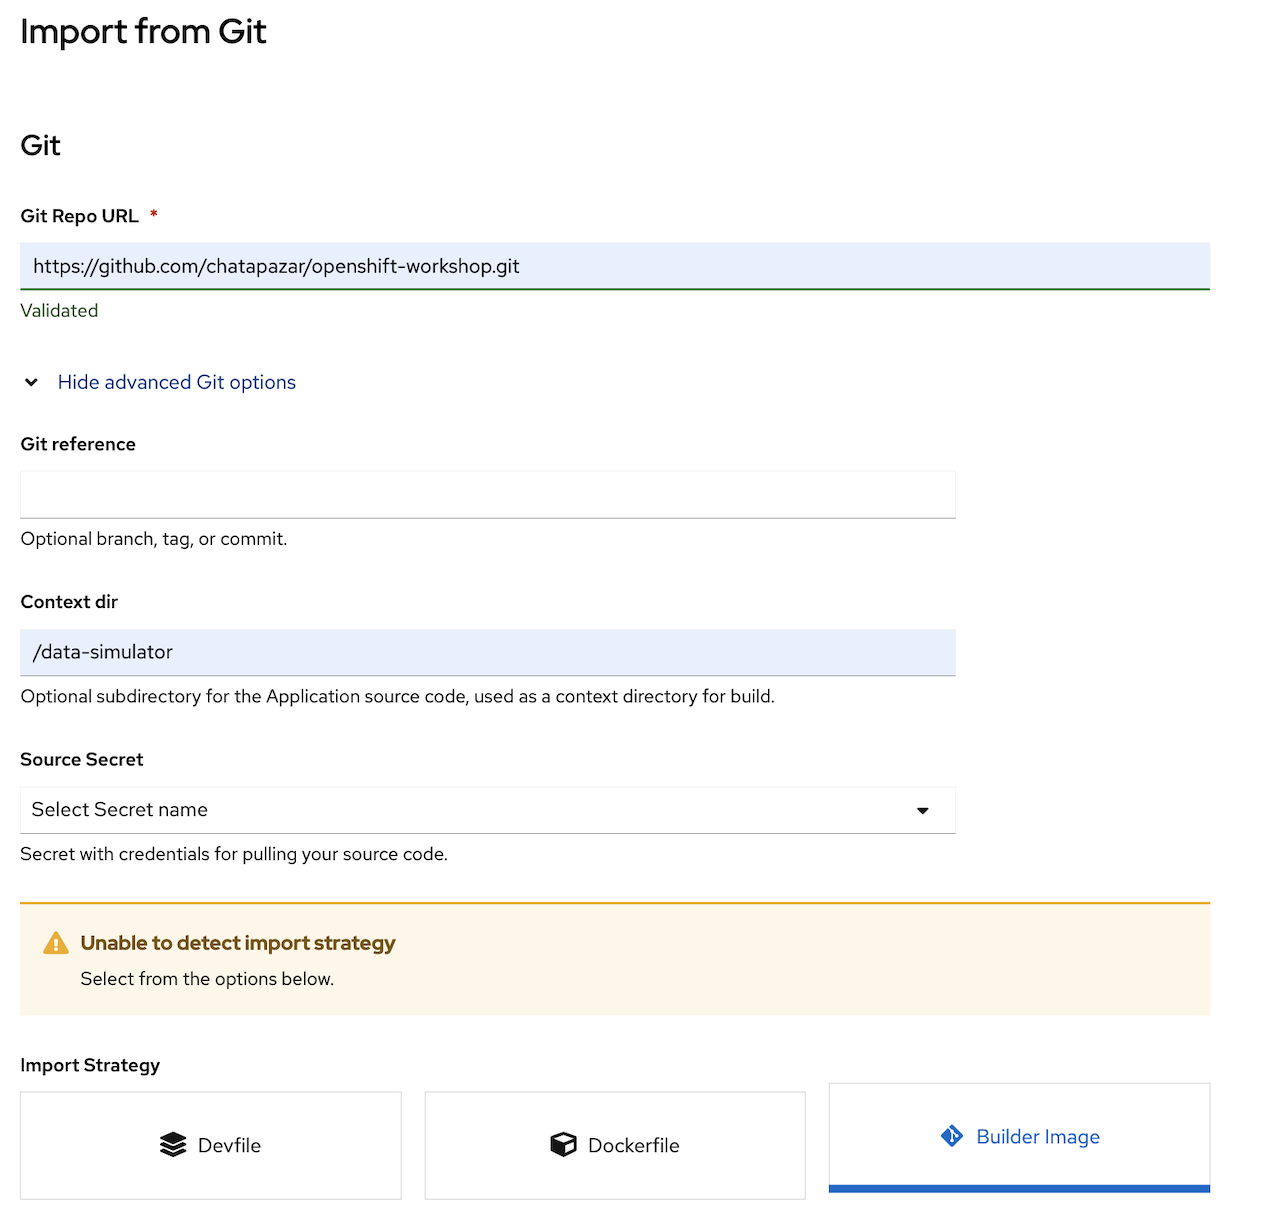 Import from Git
Git
Git Repo URL *
https://github.com/chatapazar/openshift-workshop.git
Validated
Hide advanced Git options
Git reference
Optional branch, tag, or commit.
Context dir
/data-simulator
Optional subdirectory for the Application source code, used as a context directory for build.
Source Secret
Select Secret name
Secret with credentials for pulling your source code.
Unable to detect import strategy
Select from the options below.
Import Strategy
Devfile
Dockerfile
Builder Image